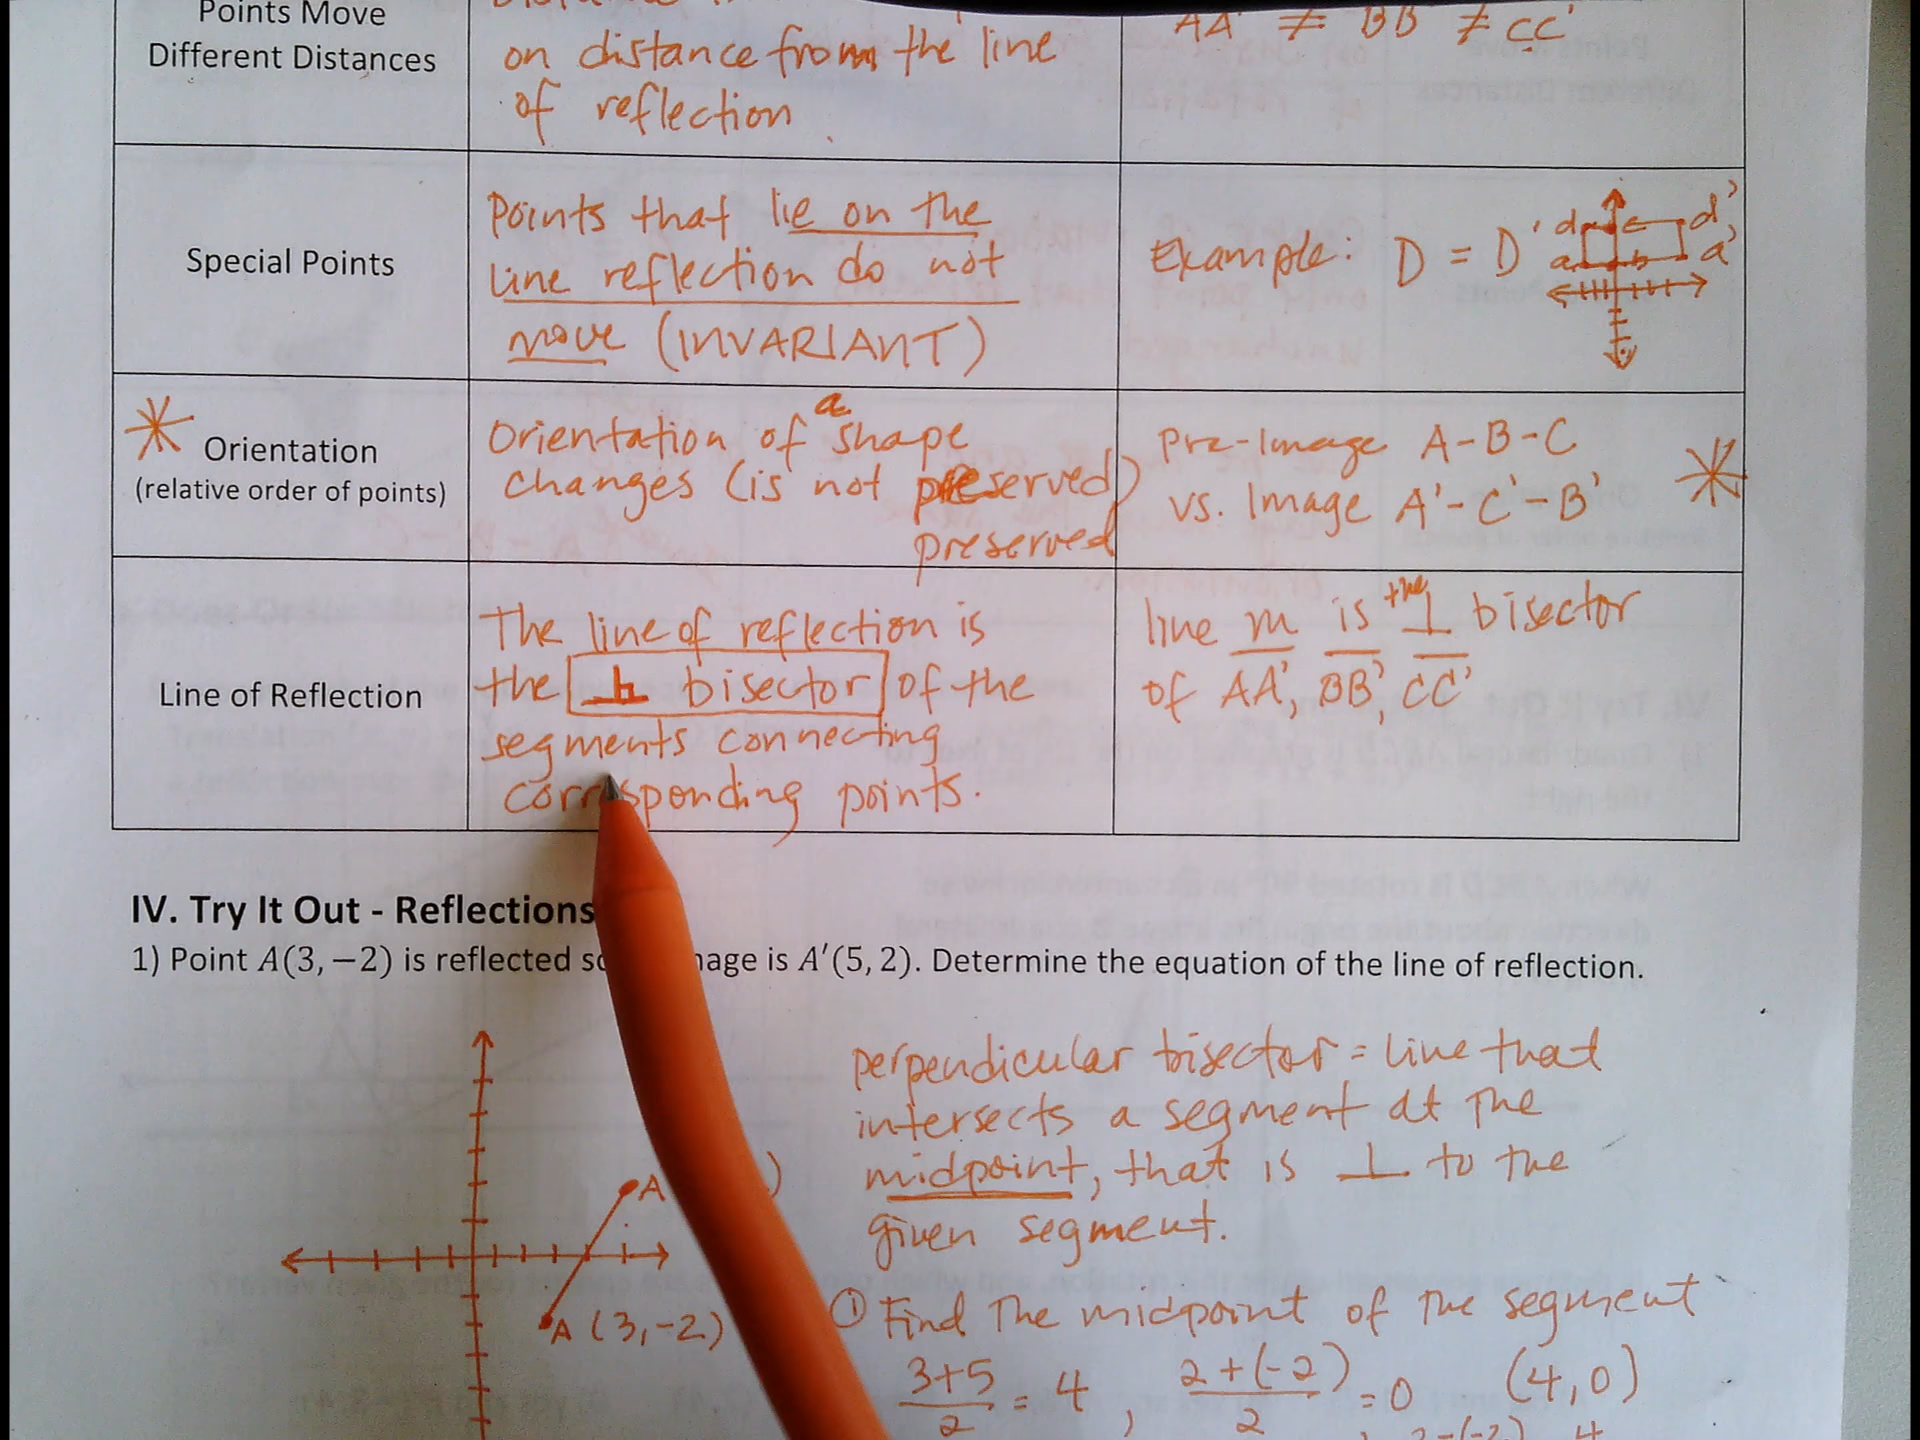 Points Move
Different Distances
on distance from the line
of reflection
AA' ≠ BB' ≠ CC'
Special Points
Points that lie on the
line reflection do not
move (INVARIANT)
Example: D = D'
d d'
a b a'
Orientation
(relative order of points)
Orientation of a shape
changes (is not preserved)
preserved
Pre-Image A-B-C
vs. Image A'-C'-B'
Line of Reflection
The line of reflection is
the ⊥ bisector of the
segments connecting
corresponding points.
line m is the ⊥ bisector
of AA', BB', CC'
IV. Try It Out - Reflections
1) Point A(3, −2) is reflected so image is A′(5, 2). Determine the equation of the line of reflection.
perpendicular bisector = line that
intersects a segment at the
midpoint, that is ⊥ to the
given segment.
A )
A (3,-2)
① Find the midpoint of the segment
3+5/2 = 4, 2+(-2)/2 = 0 (4,0)